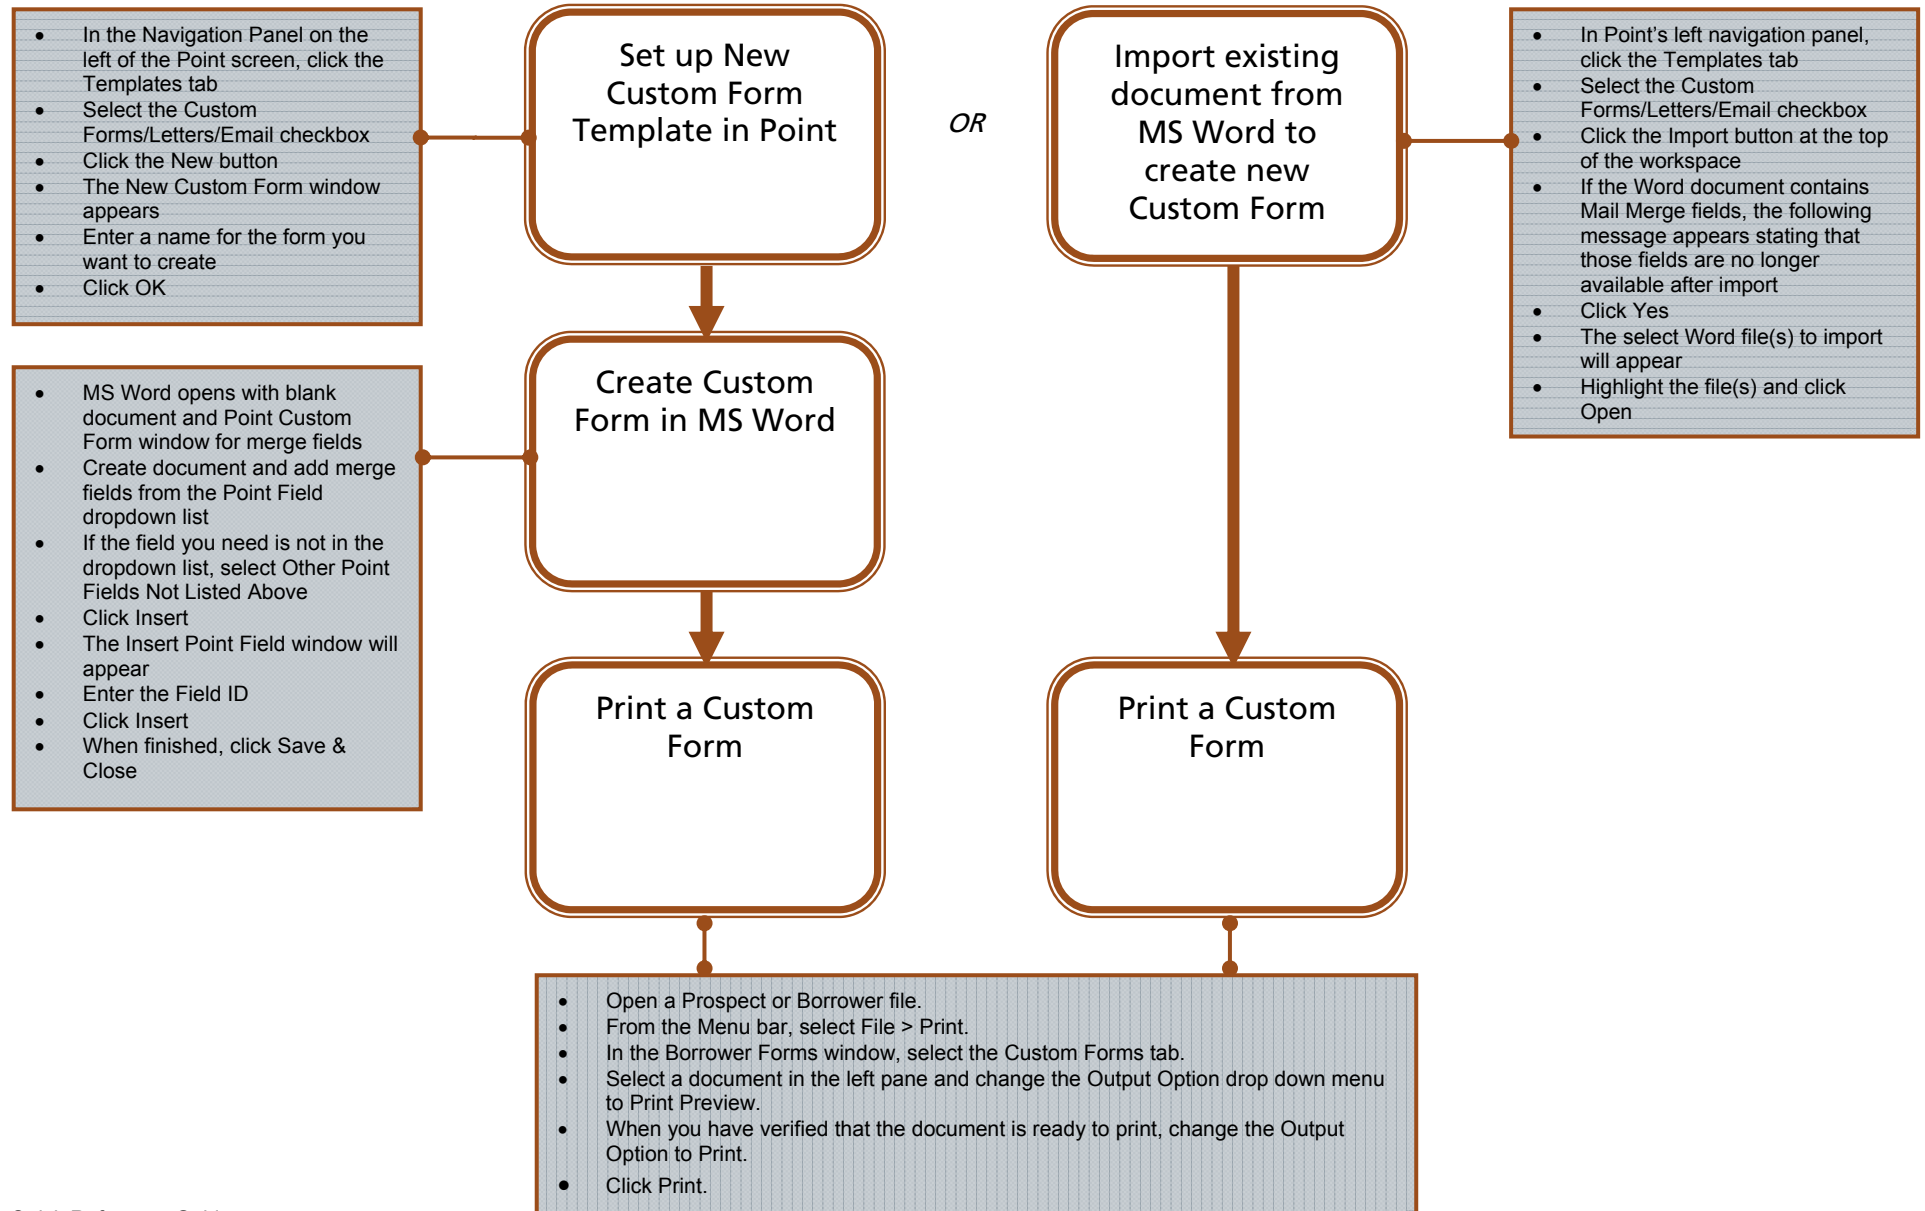 • In the Navigation Panel on the
left of the Point screen, click the
Templates tab
• Select the Custom
Forms/Letters/Email checkbox
• Click the New button
• The New Custom Form window
appears
• Enter a name for the form you
want to create
• Click OK
Set up New
Custom Form
Template in Point
OR
Import existing
document from
MS Word to
create new
Custom Form
• In Point's left navigation panel,
click the Templates tab
• Select the Custom
Forms/Letters/Email checkbox
• Click the Import button at the top
of the workspace
• If the Word document contains
Mail Merge fields, the following
message appears stating that
those fields are no longer
available after import
• Click Yes
• The select Word file(s) to import
will appear
• Highlight the file(s) and click
Open
• MS Word opens with blank
document and Point Custom
Form window for merge fields
• Create document and add merge
fields from the Point Field
dropdown list
• If the field you need is not in the
dropdown list, select Other Point
Fields Not Listed Above
• Click Insert
• The Insert Point Field window will
appear
• Enter the Field ID
• Click Insert
• When finished, click Save &
Close
Create Custom
Form in MS Word
Print a Custom
Form
Print a Custom
Form
• Open a Prospect or Borrower file.
• From the Menu bar, select File > Print.
• In the Borrower Forms window, select the Custom Forms tab.
• Select a document in the left pane and change the Output Option drop down menu
to Print Preview.
• When you have verified that the document is ready to print, change the Output
Option to Print.
• Click Print.